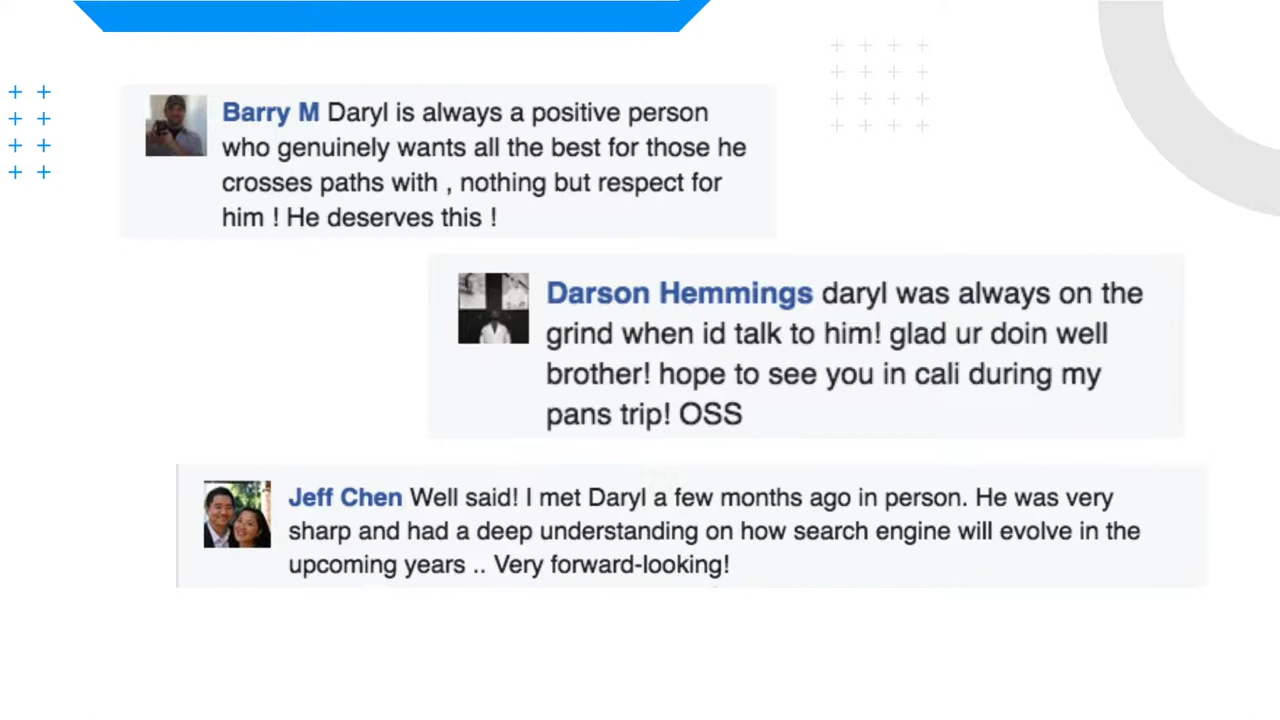 Barry M Daryl is always a positive person
who genuinely wants all the best for those he
crosses paths with , nothing but respect for
him ! He deserves this !
Darson Hemmings daryl was always on the
grind when id talk to him! glad ur doin well
brother! hope to see you in cali during my
pans trip! OSS
Jeff Chen Well said! I met Daryl a few months ago in person. He was very
sharp and had a deep understanding on how search engine will evolve in the
upcoming years .. Very forward-looking!